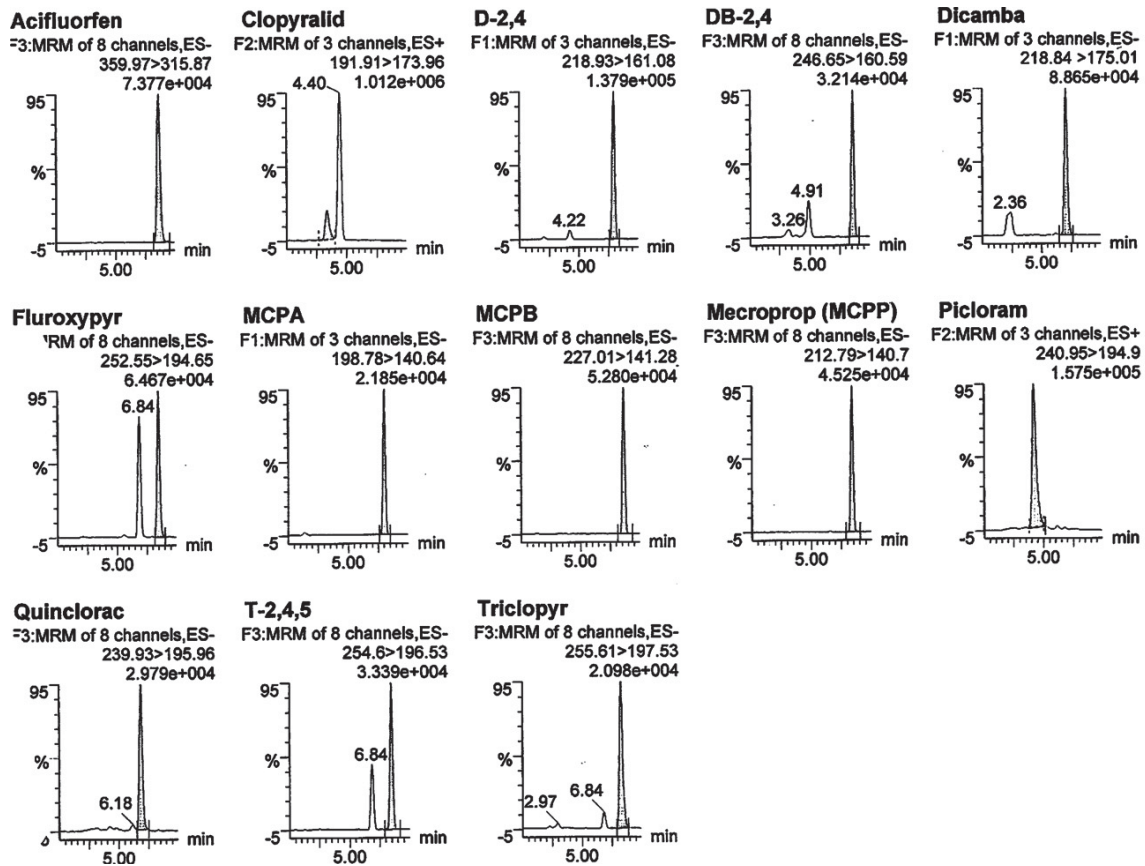 Acifluorfen
F3:MRM of 8 channels,ES-
359.97>315.87
7.377e+004
95
%
-5
min
5.00
Clopyralid
F2:MRM of 3 channels,ES+
191.91>173.96
1.012e+006
4.40
95
%
-5
min
5.00
D-2,4
F1:MRM of 3 channels,ES-
218.93>161.08
1.379e+005
95
%
4.22
-5
min
5.00
DB-2,4
F3:MRM of 8 channels,ES-
246.65>160.59
3.214e+004
95
%
4.91
3.26
-5
min
5.00
Dicamba
F1:MRM of 3 channels,ES-
218.84 >175.01
8.865e+004
95
%
2.36
-5
min
5.00
Fluroxypyr
RM of 8 channels,ES-
252.55>194.65
6.467e+004
95
6.84
%
-5
min
5.00
MCPA
F1:MRM of 3 channels,ES-
198.78>140.64
2.185e+004
95
%
-5
min
5.00
MCPB
F3:MRM of 8 channels,ES-
227.01>141.28
5.280e+004
95
%
-5
min
5.00
Mecroprop (MCPP)
F3:MRM of 8 channels,ES-
212.79>140.7
4.525e+004
95
%
-5
min
5.00
Picloram
F2:MRM of 3 channels,ES+
240.95>194.9
1.575e+005
95
%
-5
min
5.00
Quinclorac
F3:MRM of 8 channels,ES-
239.93>195.96
2.979e+004
95
%
6.18
min
5.00
T-2,4,5
F3:MRM of 8 channels,ES-
254.6>196.53
3.339e+004
95
6.84
%
-5
min
5.00
Triclopyr
F3:MRM of 8 channels,ES-
255.61>197.53
2.098e+004
95
%
2.97
6.84
-5
min
5.00